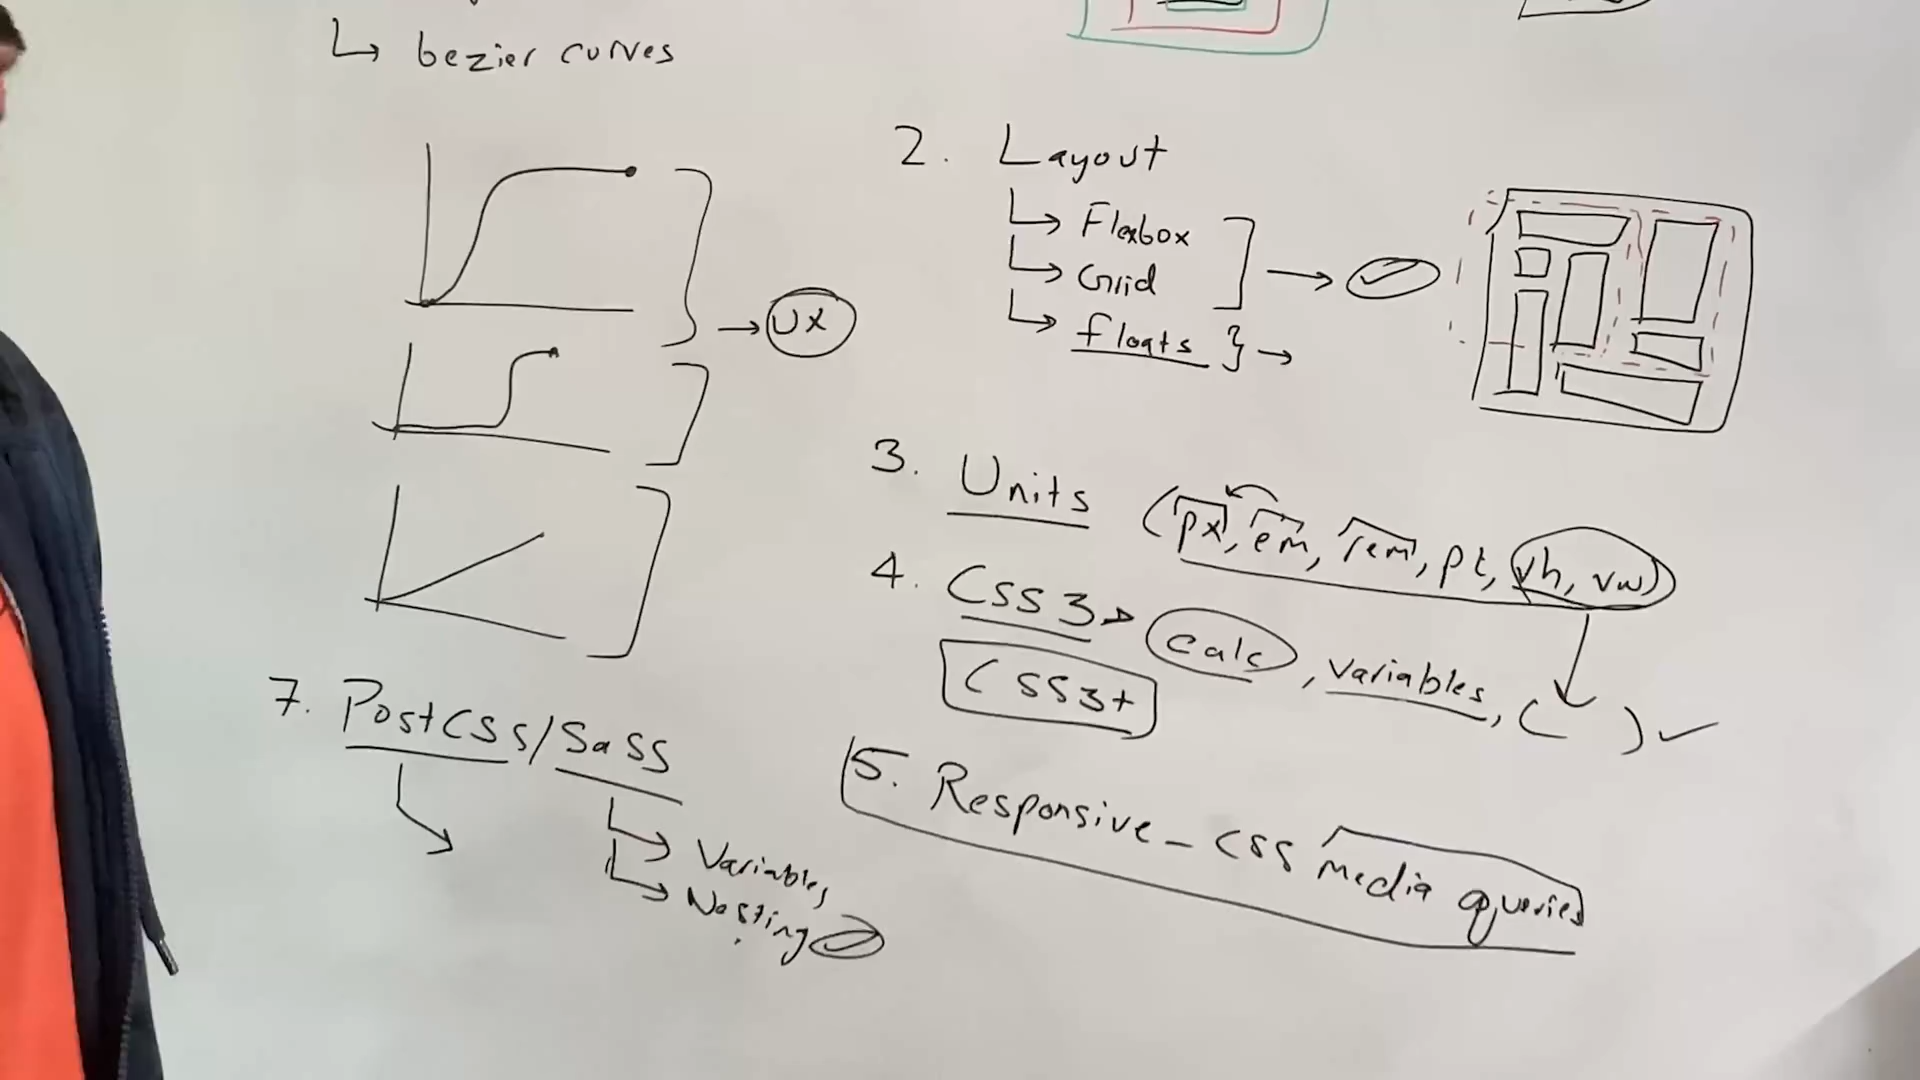 ↳ bezier curves
→ UX
7. PostCSS/SaSS
↳ Variables
↳ Nesting
2. Layout
↳ Flexbox
↳ Grid
↳ floats } →
3. Units (px, em, rem, pt, vh, vw)
4. CSS3 → calc, variables, ( ) ✓
CSS3+
5. Responsive - CSS media queries